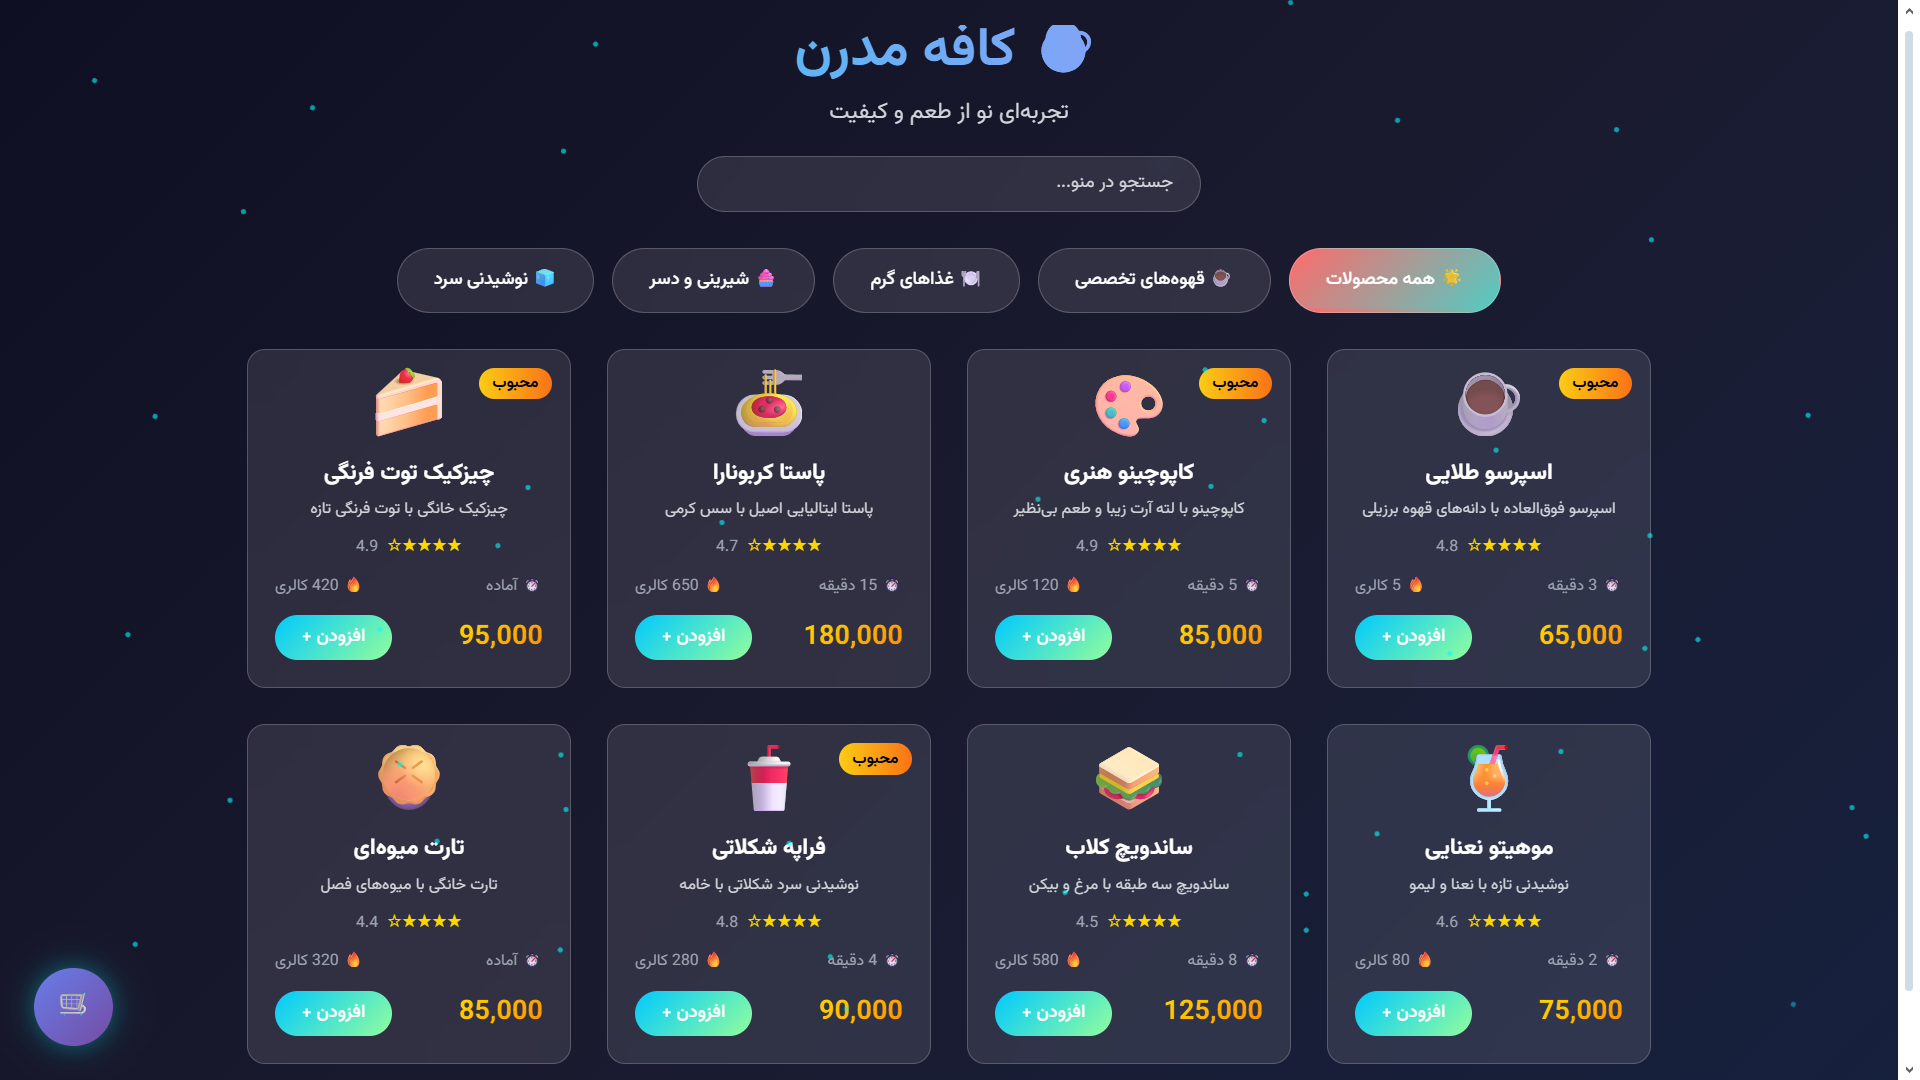 کافه مدرن
تجربه‌ای نو از طعم و کیفیت
جستجو در منو...
همه محصولات
قهوه‌های تخصصی
غذاهای گرم
شیرینی و دسر
نوشیدنی سرد
محبوب
اسپرسو طلایی
اسپرسو فوق‌العاده با دانه‌های قهوه برزیلی
★★★★☆ 4.8
3 دقیقه
5 کالری
65,000
افزودن +
محبوب
کاپوچینو هنری
کاپوچینو با لته آرت زیبا و طعم بی‌نظیر
★★★★☆ 4.9
5 دقیقه
120 کالری
85,000
افزودن +
پاستا کربونارا
پاستا ایتالیایی اصیل با سس کرمی
★★★★☆ 4.7
15 دقیقه
650 کالری
180,000
افزودن +
محبوب
چیزکیک توت فرنگی
چیزکیک خانگی با توت فرنگی تازه
★★★★☆ 4.9
آماده
420 کالری
95,000
افزودن +
موهیتو نعنایی
نوشیدنی تازه با نعنا و لیمو
★★★★☆ 4.6
2 دقیقه
80 کالری
75,000
افزودن +
ساندویچ کلاب
ساندویچ سه طبقه با مرغ و بیکن
★★★★☆ 4.5
8 دقیقه
580 کالری
125,000
افزودن +
محبوب
فراپه شکلاتی
نوشیدنی سرد شکلاتی با خامه
★★★★☆ 4.8
4 دقیقه
280 کالری
90,000
افزودن +
تارت میوه‌ای
تارت خانگی با میوه‌های فصل
★★★★☆ 4.4
آماده
320 کالری
85,000
افزودن +